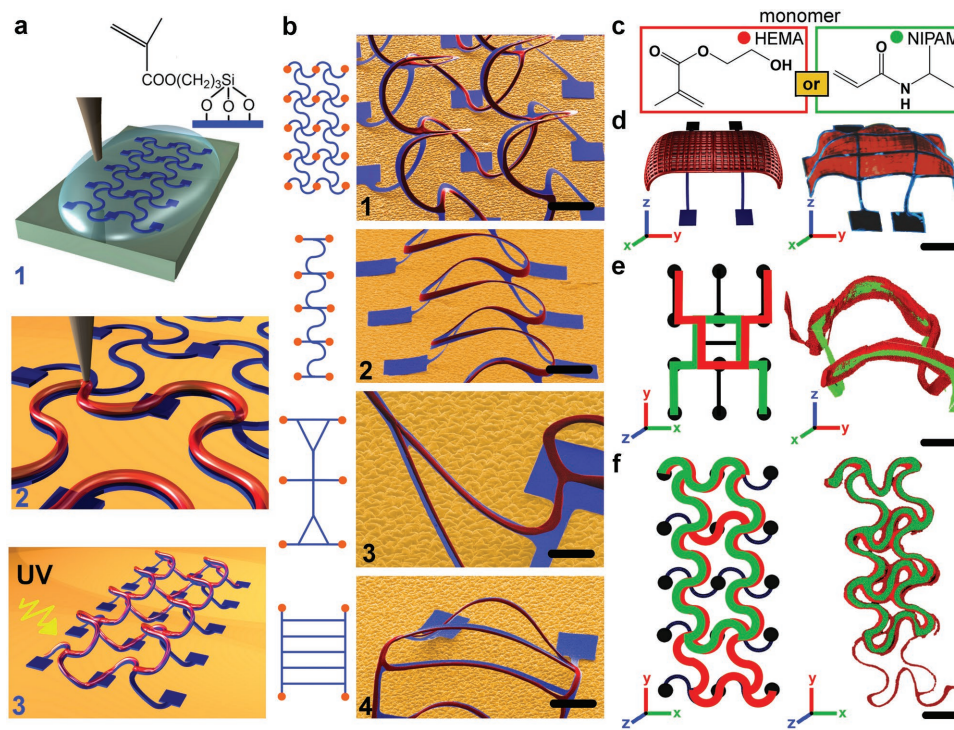 a
COO(CH₂)₃Si
O O O
1
2
UV
3
b
1
2
3
4
monomer
c
HEMA
O
O
OH
or
NIPAM
O
N
H
d
z
x
y
z
x
y
e
y
z
x
z
x
y
f
y
z
x
y
z
x